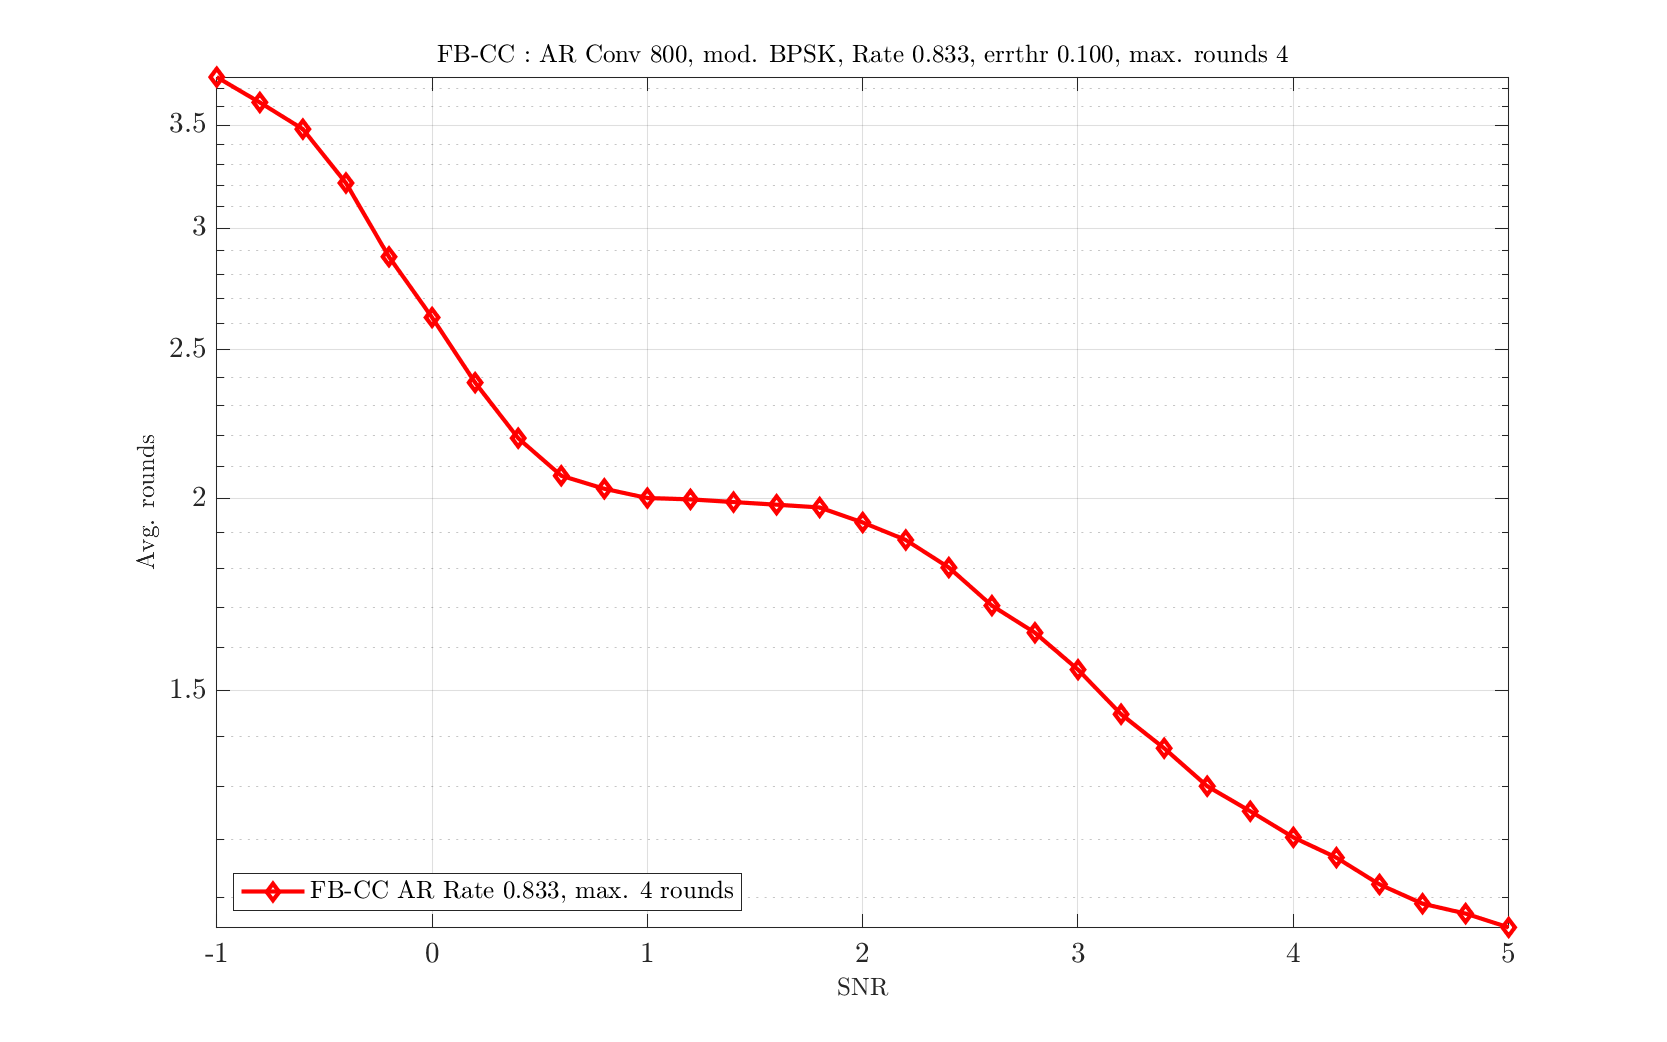 FB-CC : AR Conv 800, mod. BPSK, Rate 0.833, errthr 0.100, max. rounds 4
3.5
3
2.5
2
1.5
Avg. rounds
FB-CC AR Rate 0.833, max. 4 rounds
-1 0 1 2 3 4 5
SNR